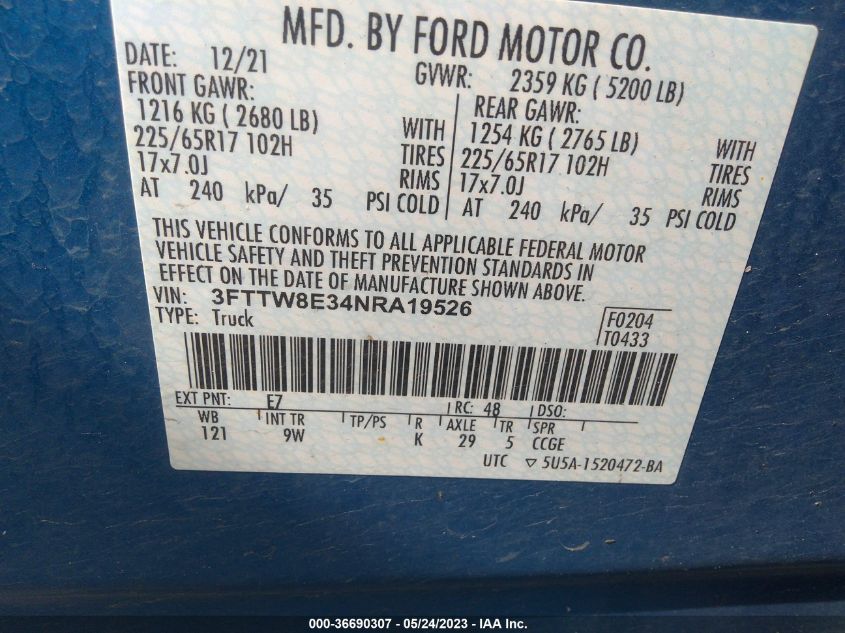 MFD. BY FORD MOTOR CO.
DATE: 12/21 GVWR: 2359 KG ( 5200 LB)
FRONT GAWR: REAR GAWR:
1216 KG ( 2680 LB) WITH 1254 KG ( 2765 LB) WITH
225/65R17 102H TIRES 225/65R17 102H TIRES
17x7.0J RIMS 17x7.0J RIMS
AT 240 kPa/ 35 PSI COLD AT 240 kPa/ 35 PSI COLD
THIS VEHICLE CONFORMS TO ALL APPLICABLE FEDERAL MOTOR
VEHICLE SAFETY AND THEFT PREVENTION STANDARDS IN
EFFECT ON THE DATE OF MANUFACTURE SHOWN ABOVE.
VIN: 3FTTW8E34NRA19526 F0204
TYPE: Truck T0433
EXT PNT: E7 RC: 48 DSO:
WB INT TR TP/PS R AXLE TR SPR
121 9W K 29 5 CCGE
UTC ▽ 5U5A-1520472-BA
000-36690307 - 05/24/2023 - IAA Inc.